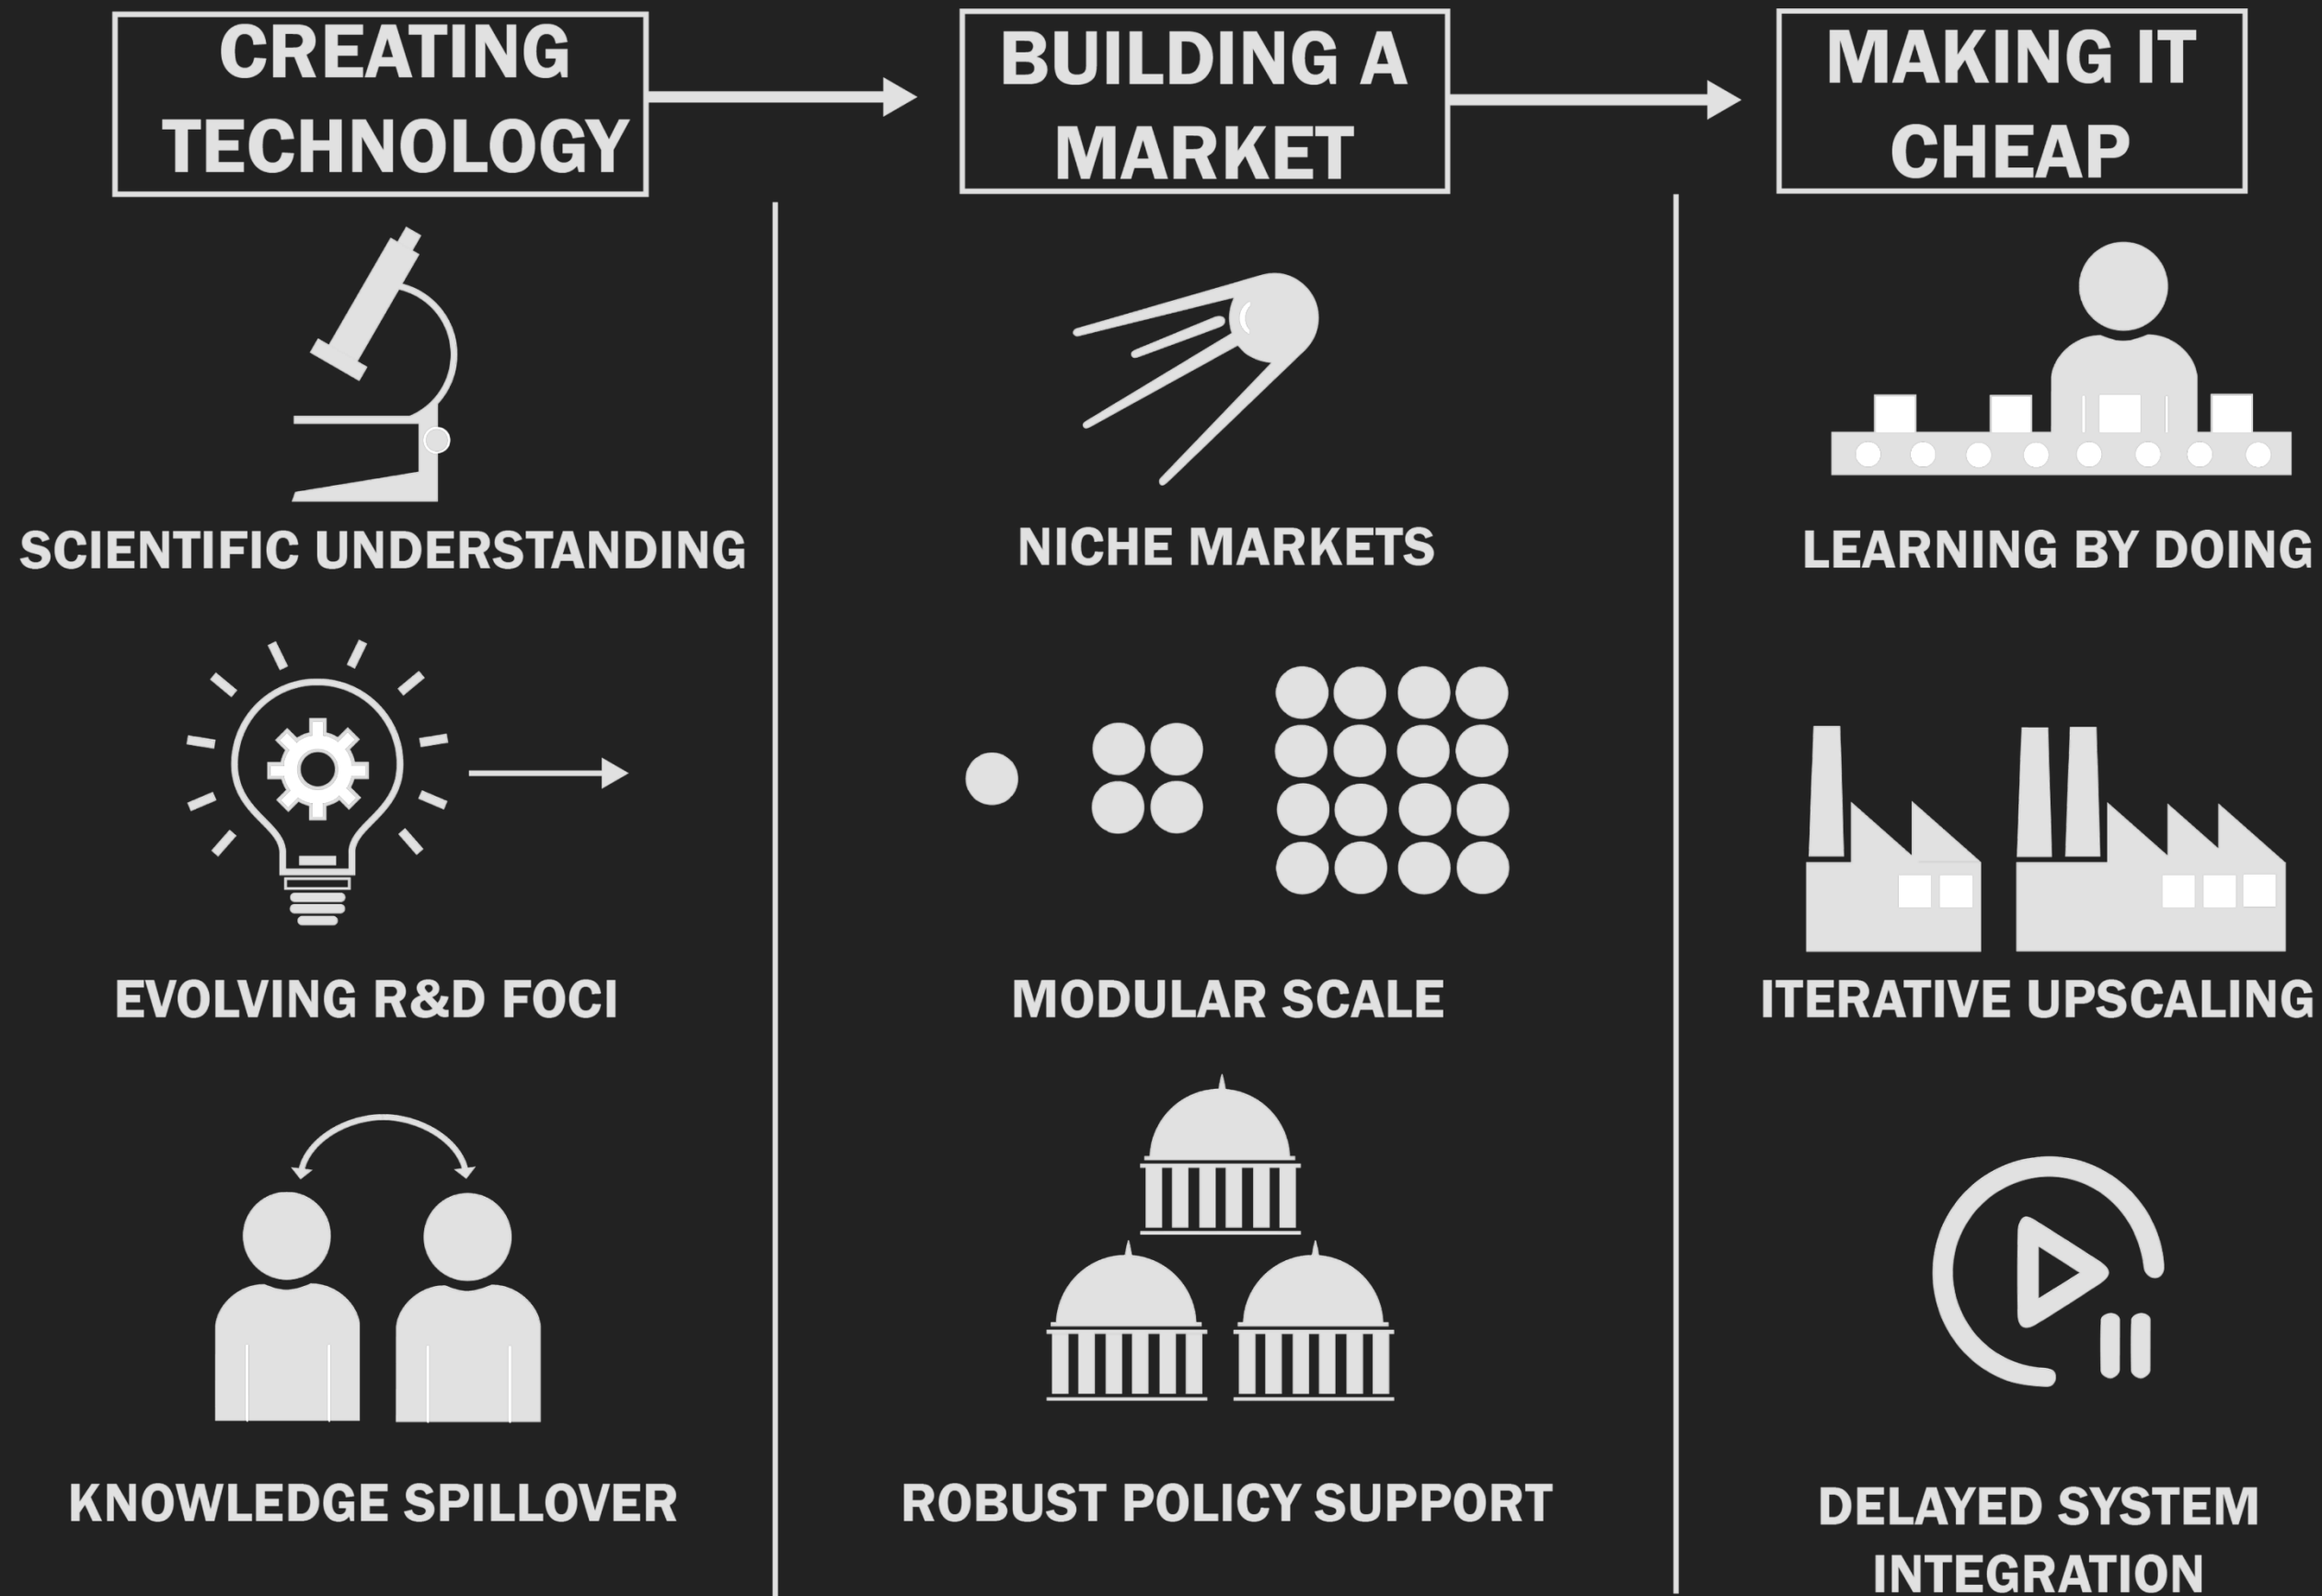 CREATING
TECHNOLOGY
BUILDING A
MARKET
MAKING IT
CHEAP
SCIENTIFIC UNDERSTANDING
NICHE MARKETS
LEARNING BY DOING
EVOLVING R&D FOCI
MODULAR SCALE
ITERATIVE UPSCALING
KNOWLEDGE SPILLOVER
ROBUST POLICY SUPPORT
DELAYED SYSTEM
INTEGRATION